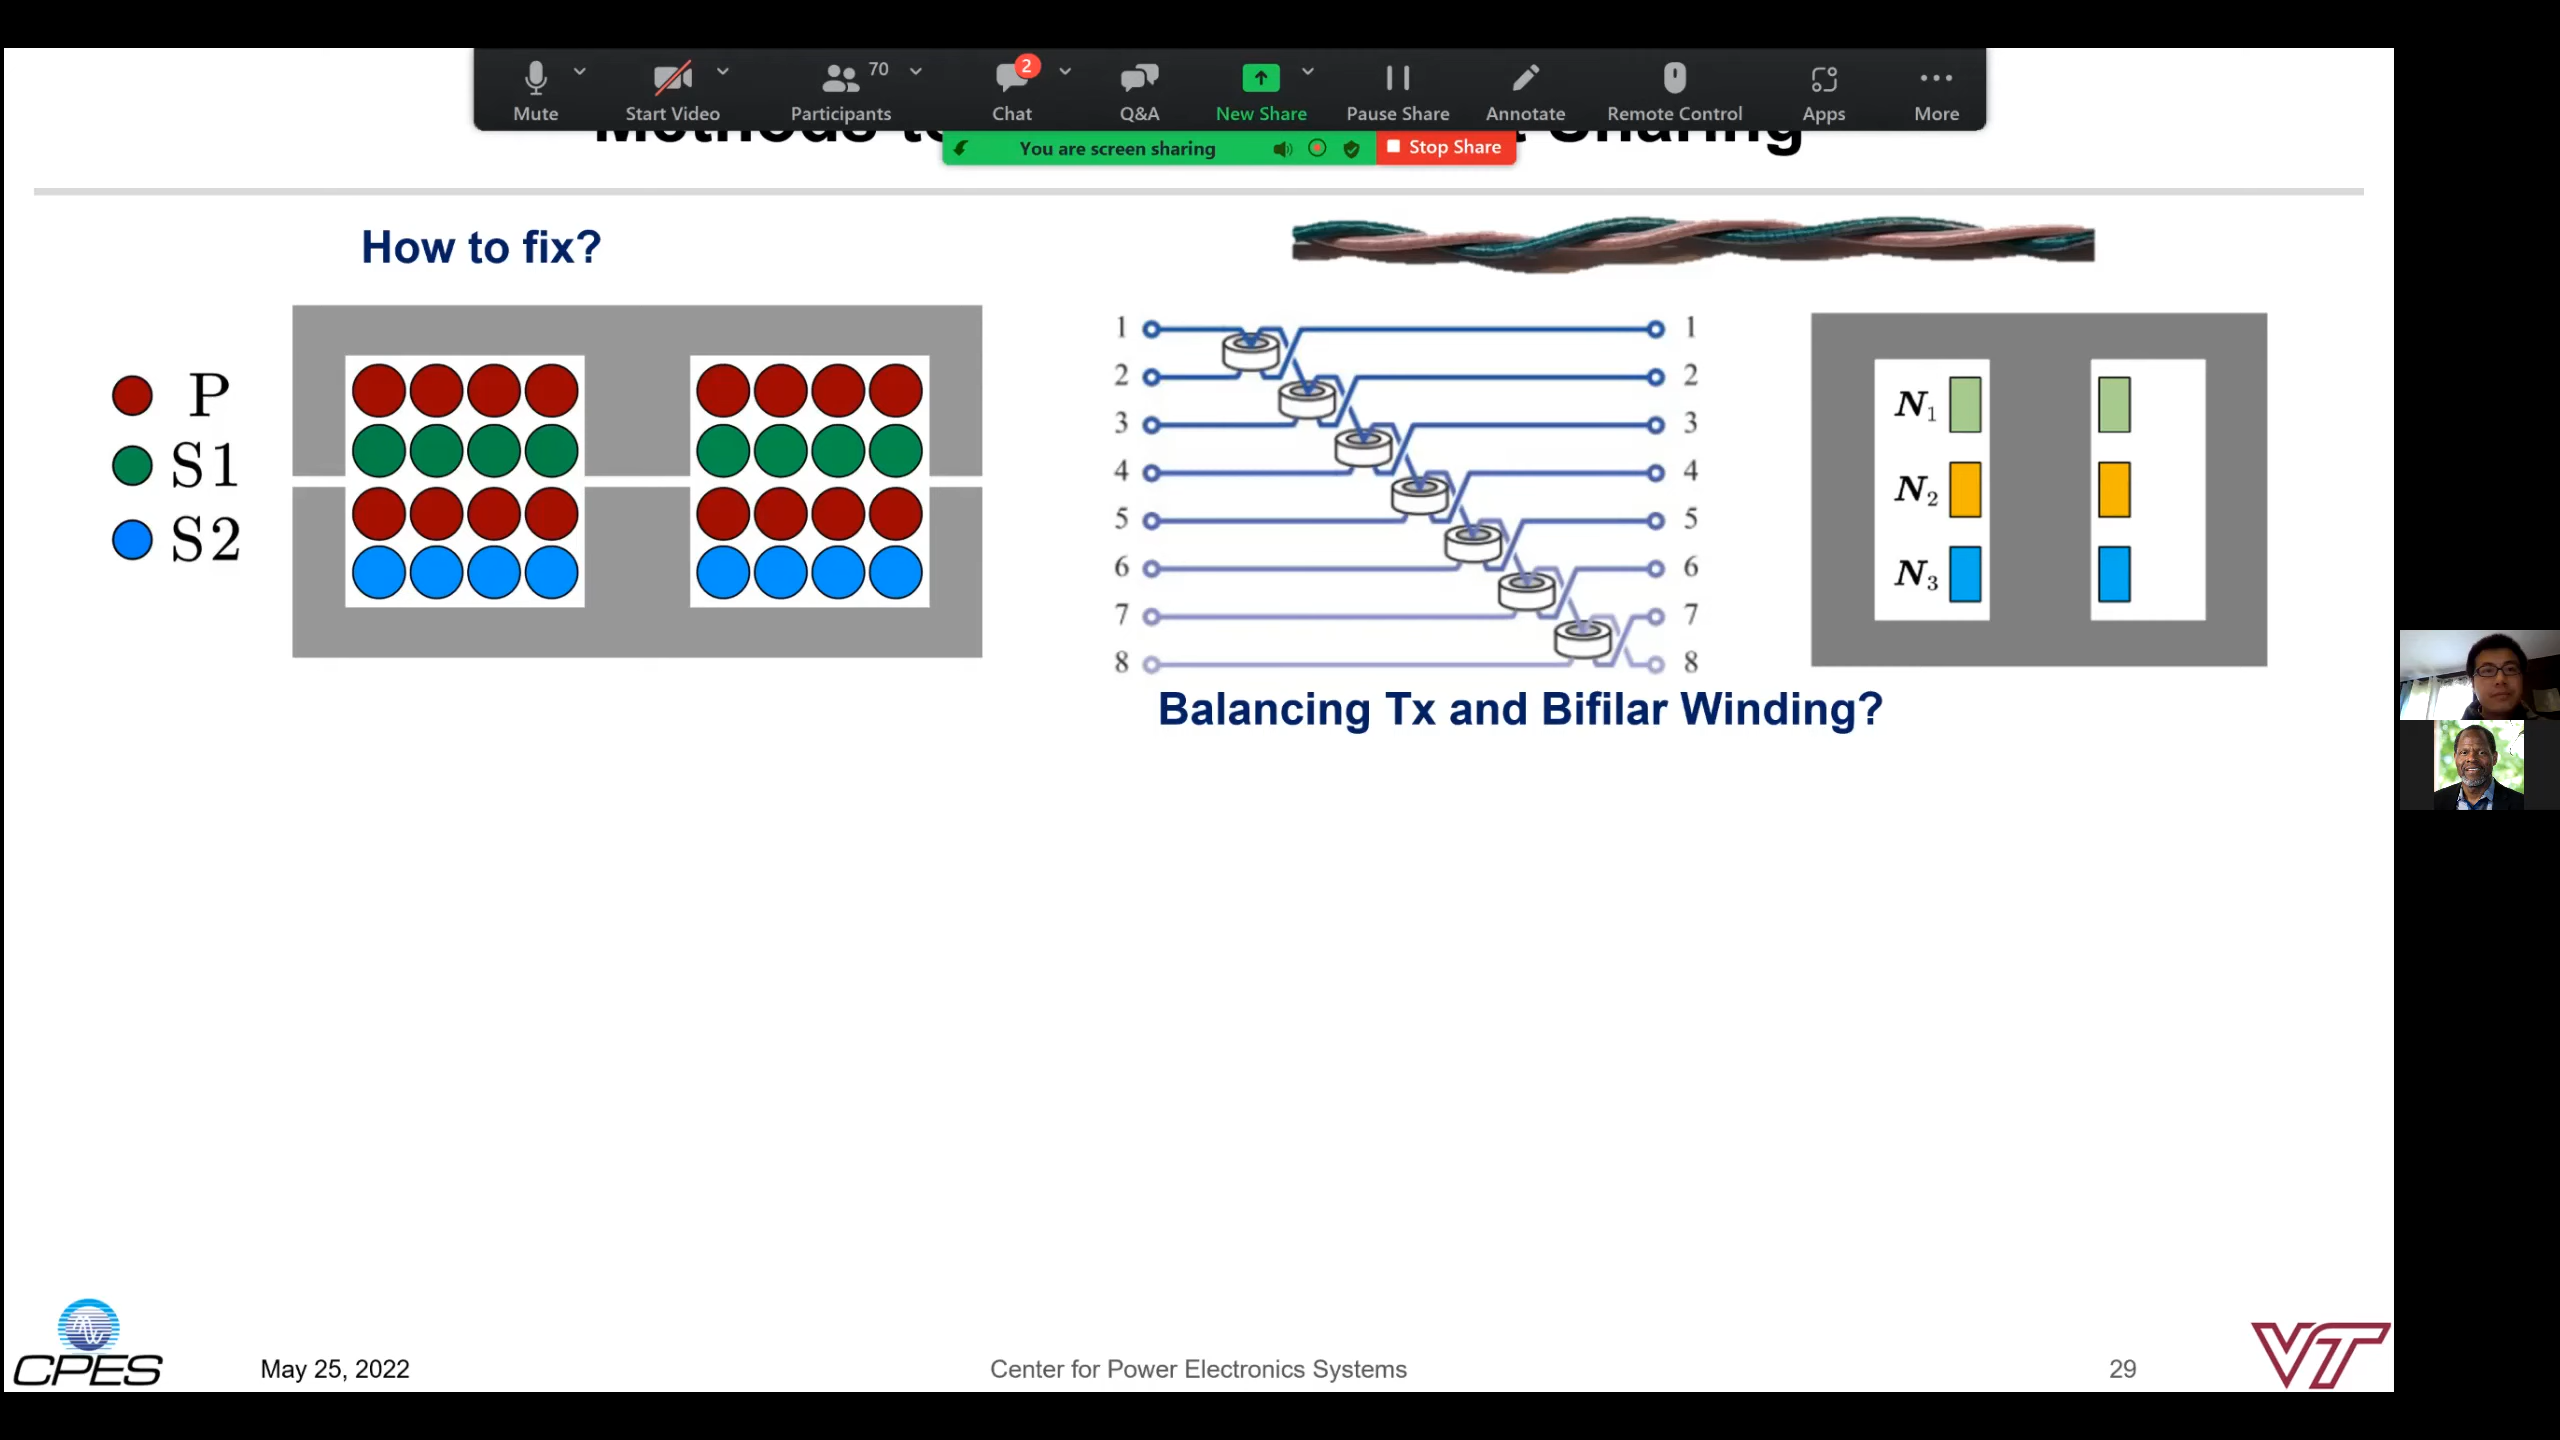 Mute
Start Video
70
Participants
2
Chat
Q&A
New Share
Pause Share
Annotate
Remote Control
Apps
More
Sharing
You are screen sharing
Stop Share
How to fix?
P
S1
S2
1 1
2 2
3 3
4 4
5 5
6 6
7 7
8 8
N1
N2
N3
Balancing Tx and Bifilar Winding?
CPES
May 25, 2022
Center for Power Electronics Systems
29
VT